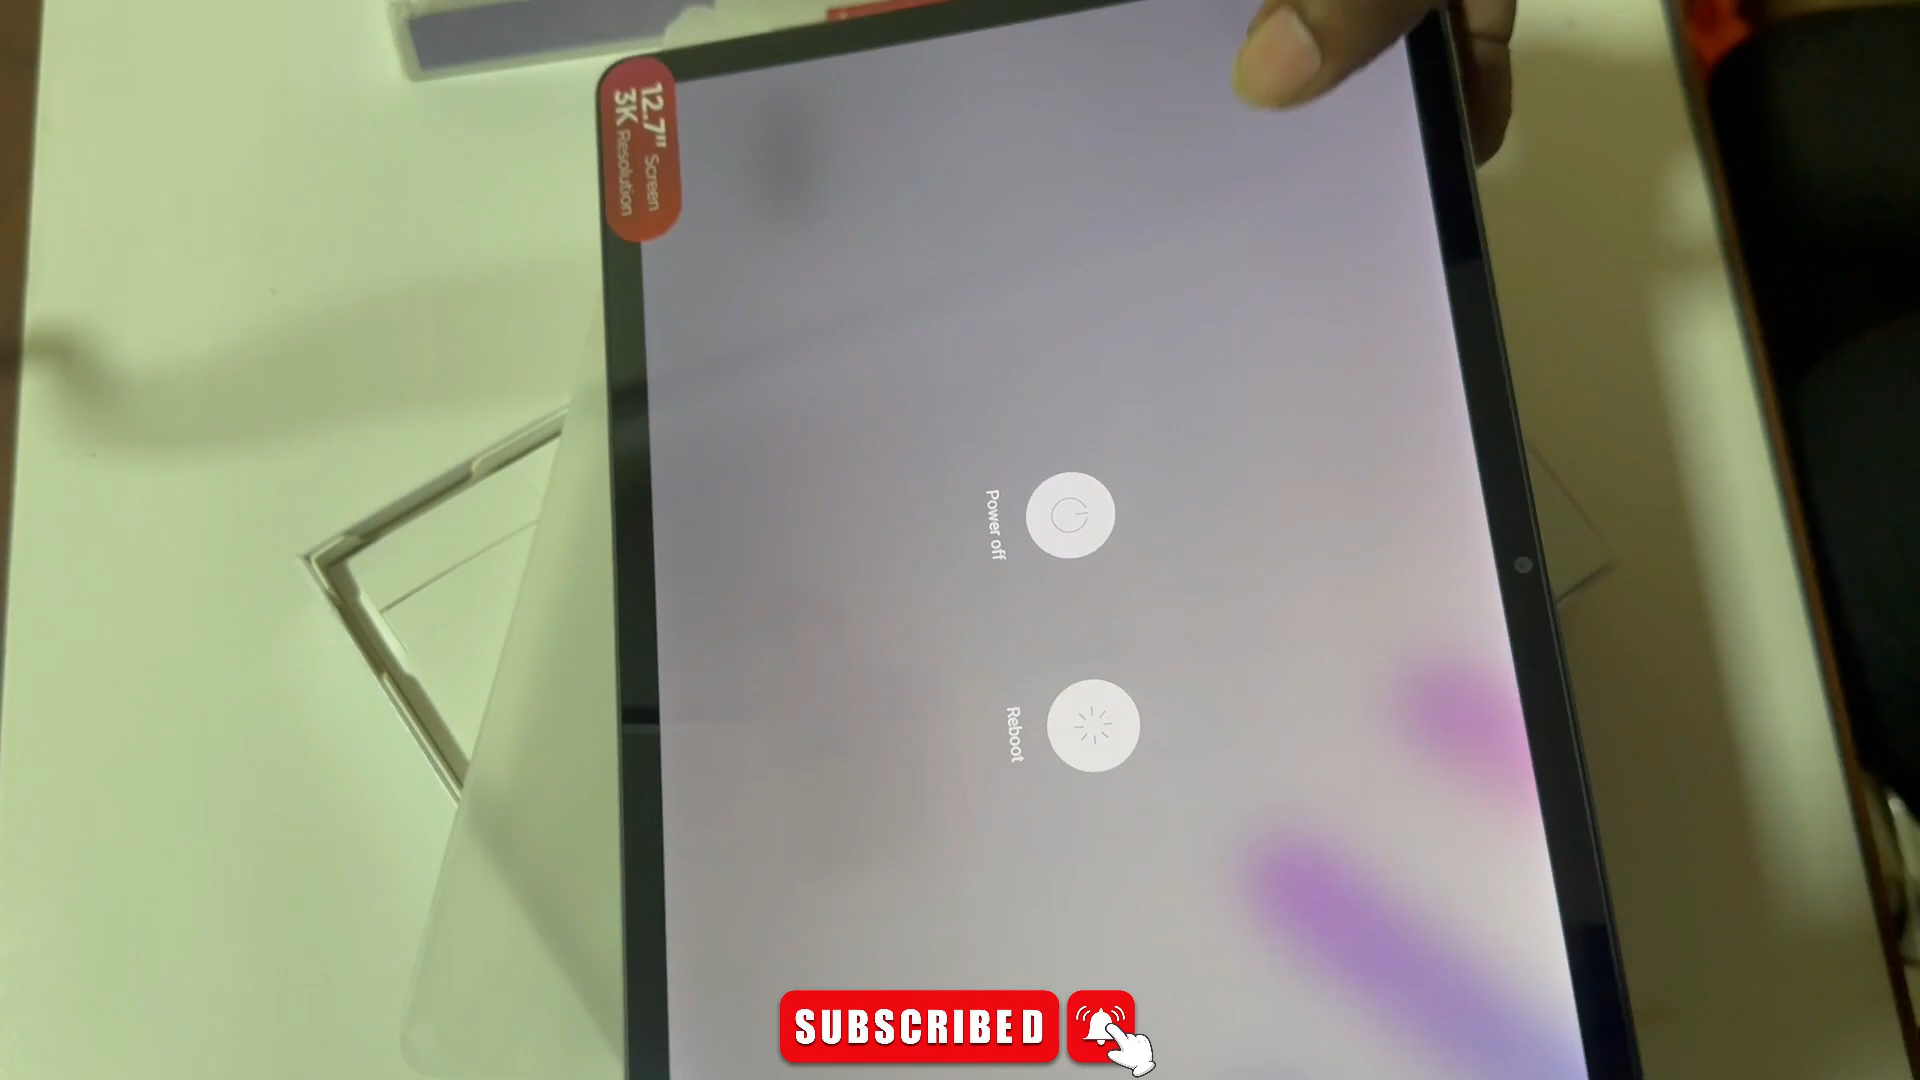 12.7" Screen
3K Resolution
Power off
Reboot
SUBSCRIBED